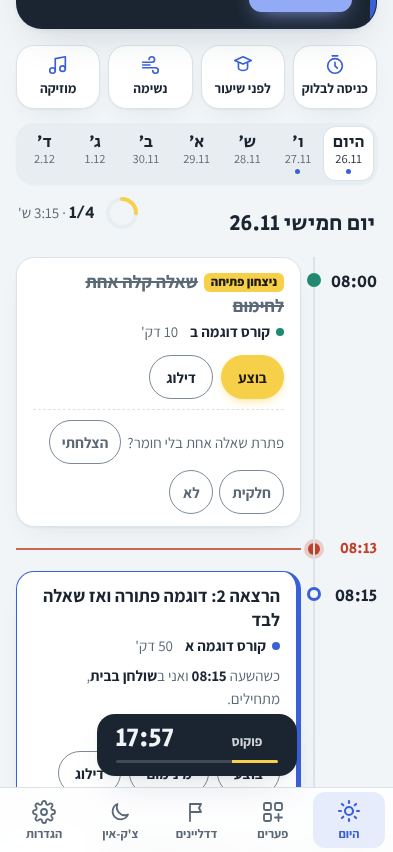 כניסה לבלוק
לפני שיעור
נשימה
מוזיקה
היום
26.11
ו׳
27.11
ש׳
28.11
א׳
29.11
ב׳
30.11
ג׳
1.12
ד׳
2.12
יום חמישי 26.11
1/4 · 3:15 ש'
08:00
ניצחון פתיחה שאלה קלה אחת
לחימום
קורס דוגמה ב 10 דק'
בוצע
דילוג
פתרת שאלה אחת בלי חומר?
הצלחתי
חלקית
לא
08:13
08:15
הרצאה 2: דוגמה פתורה ואז שאלה
לבד
קורס דוגמה א 50 דק'
כשהשעה 08:15 ואני בשולחן בבית,
מתחילים.
פוקוס
17:57
דילוג
היום
פערים
דדליינים
צ'ק-אין
הגדרות